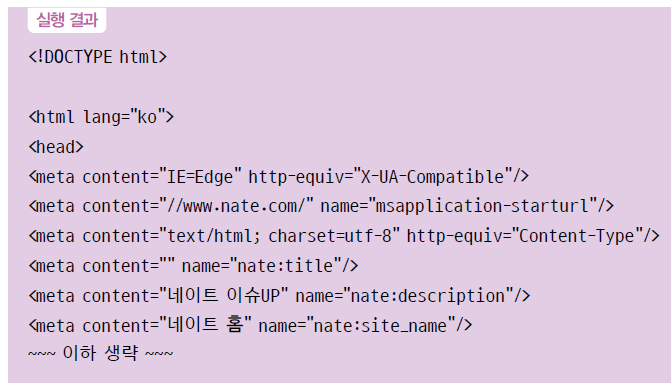 실행 결과
<!DOCTYPE html>
<html lang="ko">
<head>
<meta content="IE=Edge" http-equiv="X-UA-Compatible"/>
<meta content="//www.nate.com/" name="msapplication-starturl"/>
<meta content="text/html; charset=utf-8" http-equiv="Content-Type"/>
<meta content="" name="nate:title"/>
<meta content="네이트 이슈UP" name="nate:description"/>
<meta content="네이트 홈" name="nate:site_name"/>
~~~ 이하 생략 ~~~